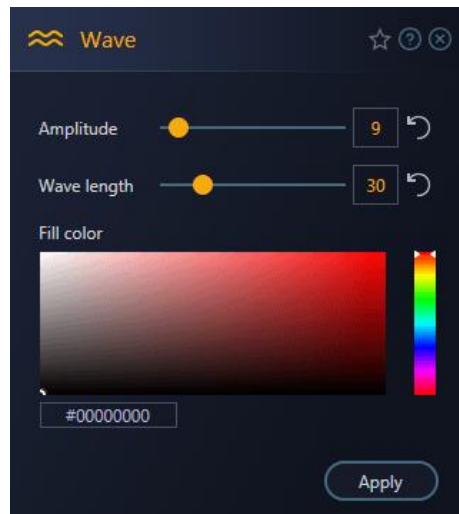 Wave
Amplitude 9
Wave length 30
Fill color
#00000000
Apply